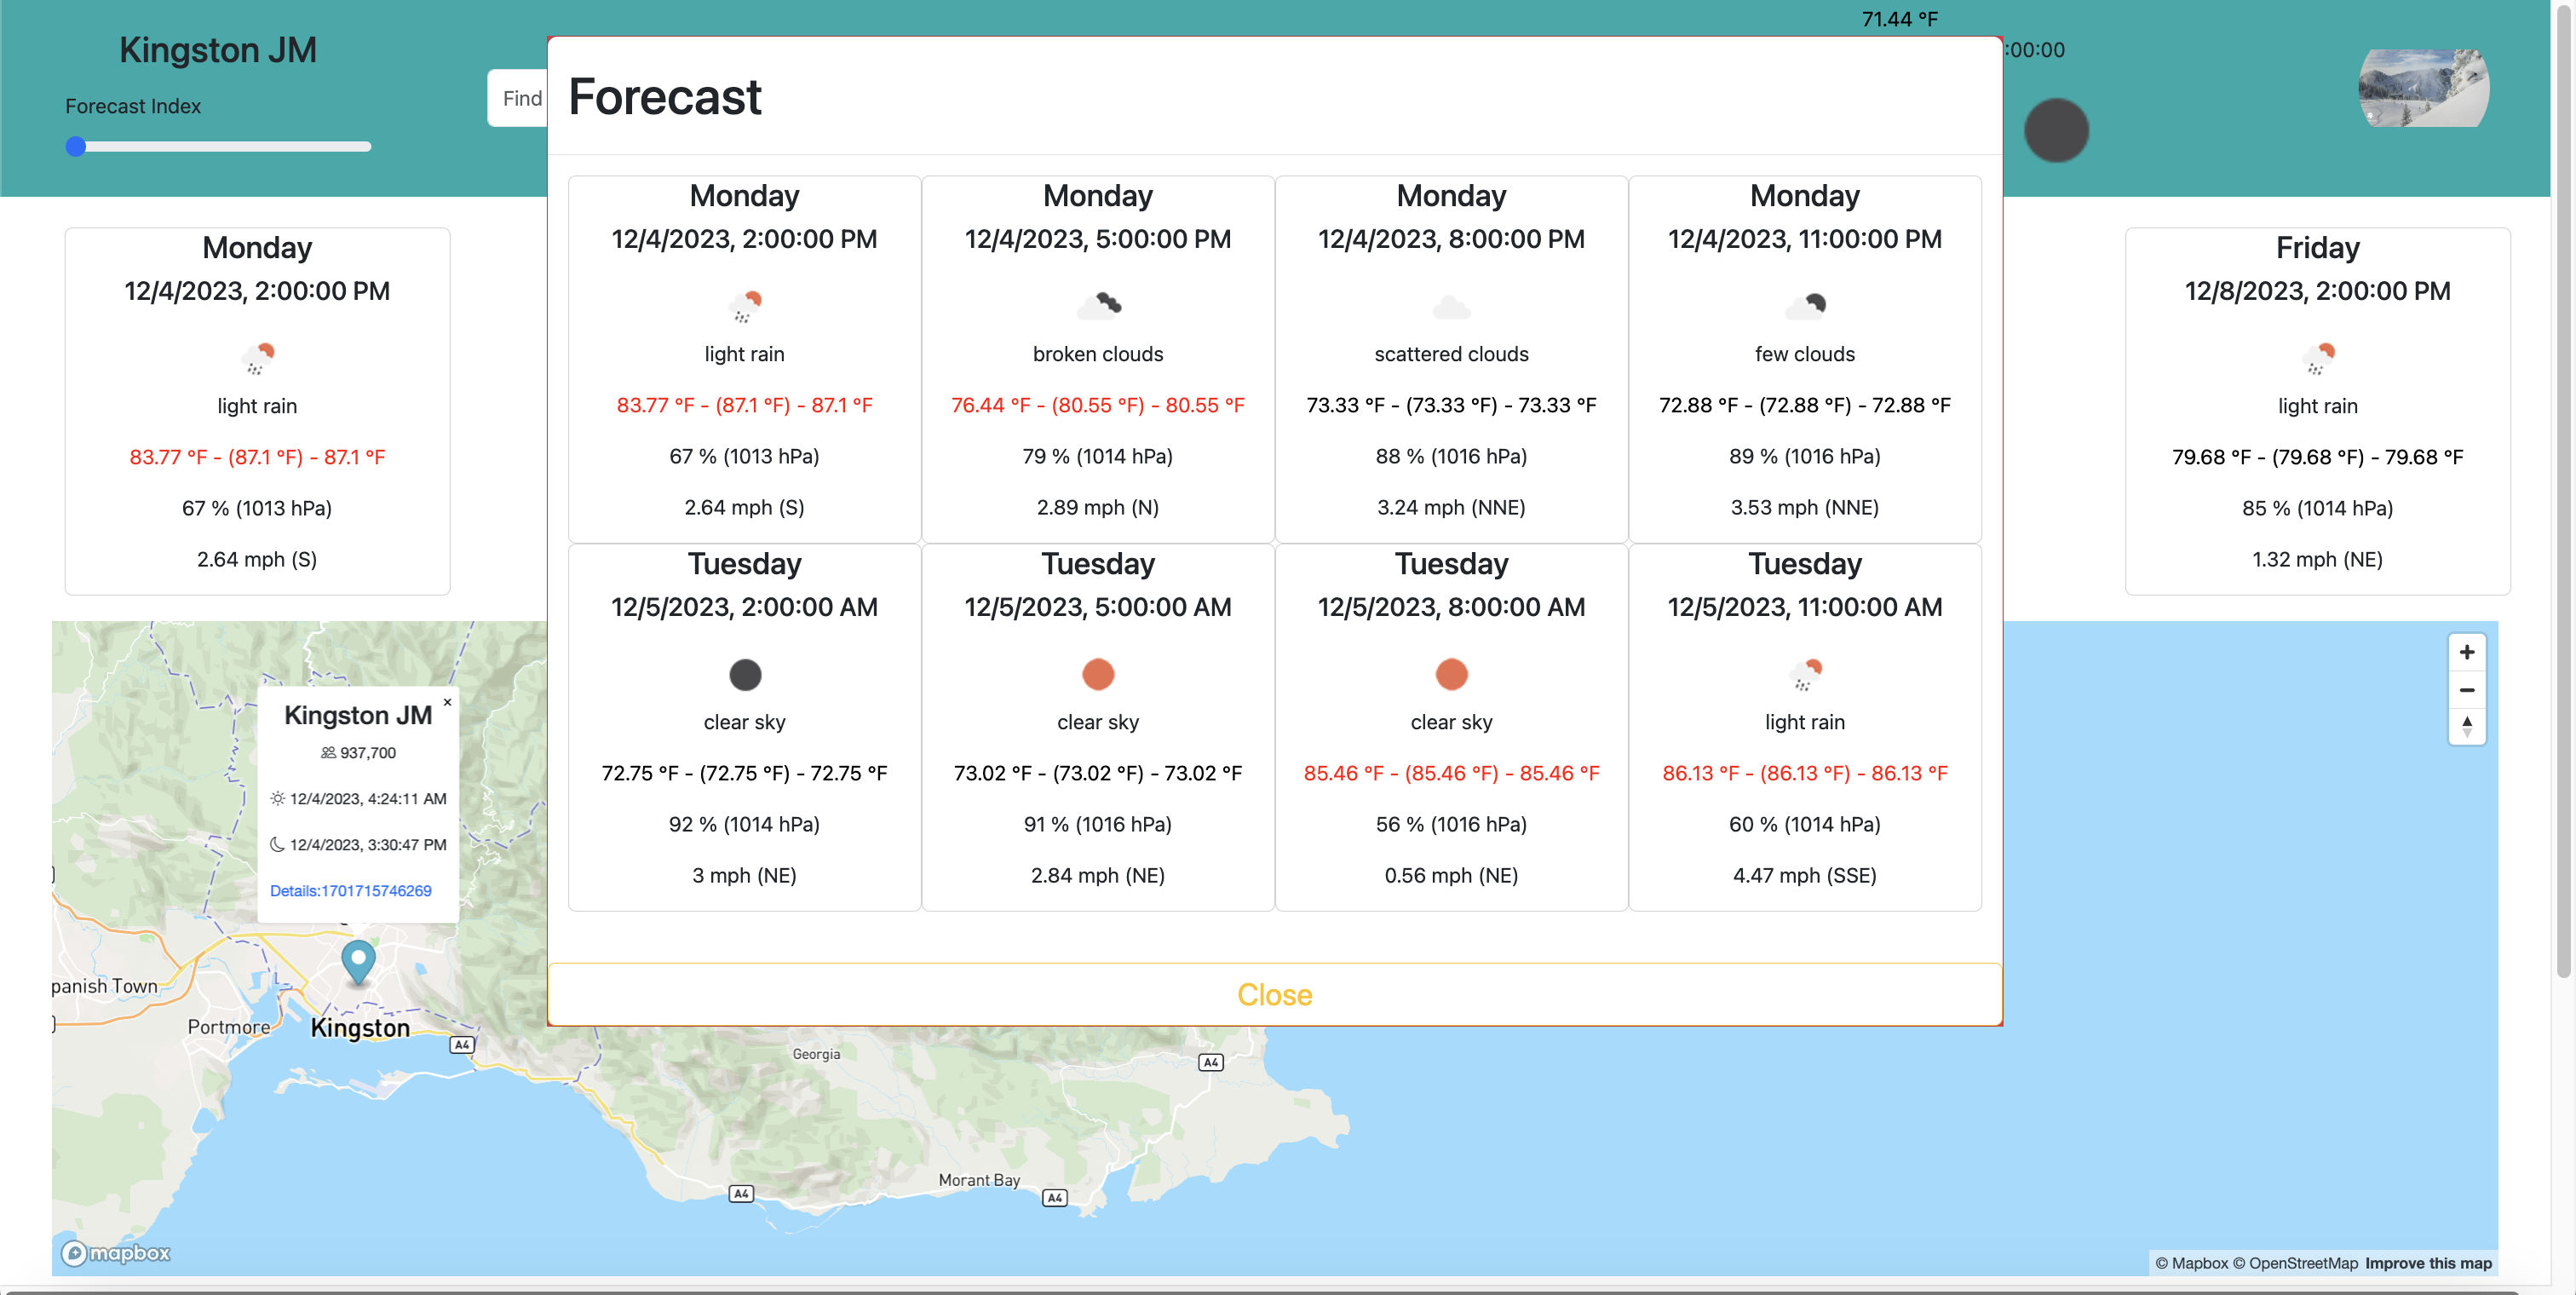 71.44 °F
Kingston JM
:00:00
Forecast Index
Find
Forecast
Monday
12/4/2023, 2:00:00 PM
light rain
83.77 °F - (87.1 °F) - 87.1 °F
67 % (1013 hPa)
2.64 mph (S)
Monday
12/4/2023, 2:00:00 PM
light rain
83.77 °F - (87.1 °F) - 87.1 °F
67 % (1013 hPa)
2.64 mph (S)
Monday
12/4/2023, 5:00:00 PM
broken clouds
76.44 °F - (80.55 °F) - 80.55 °F
79 % (1014 hPa)
2.89 mph (N)
Monday
12/4/2023, 8:00:00 PM
scattered clouds
73.33 °F - (73.33 °F) - 73.33 °F
88 % (1016 hPa)
3.24 mph (NNE)
Monday
12/4/2023, 11:00:00 PM
few clouds
72.88 °F - (72.88 °F) - 72.88 °F
89 % (1016 hPa)
3.53 mph (NNE)
Tuesday
12/5/2023, 2:00:00 AM
clear sky
72.75 °F - (72.75 °F) - 72.75 °F
92 % (1014 hPa)
3 mph (NE)
Tuesday
12/5/2023, 5:00:00 AM
clear sky
73.02 °F - (73.02 °F) - 73.02 °F
91 % (1016 hPa)
2.84 mph (NE)
Tuesday
12/5/2023, 8:00:00 AM
clear sky
85.46 °F - (85.46 °F) - 85.46 °F
56 % (1016 hPa)
0.56 mph (NE)
Tuesday
12/5/2023, 11:00:00 AM
light rain
86.13 °F - (86.13 °F) - 86.13 °F
60 % (1014 hPa)
4.47 mph (SSE)
Close
Friday
12/8/2023, 2:00:00 PM
light rain
79.68 °F - (79.68 °F) - 79.68 °F
85 % (1014 hPa)
1.32 mph (NE)
Kingston JM
×
937,700
12/4/2023, 4:24:11 AM
12/4/2023, 3:30:47 PM
Details:1701715746269
panish Town
Portmore
Kingston
A4
Georgia
A4
Morant Bay
A4
A4
mapbox
© Mapbox © OpenStreetMap Improve this map